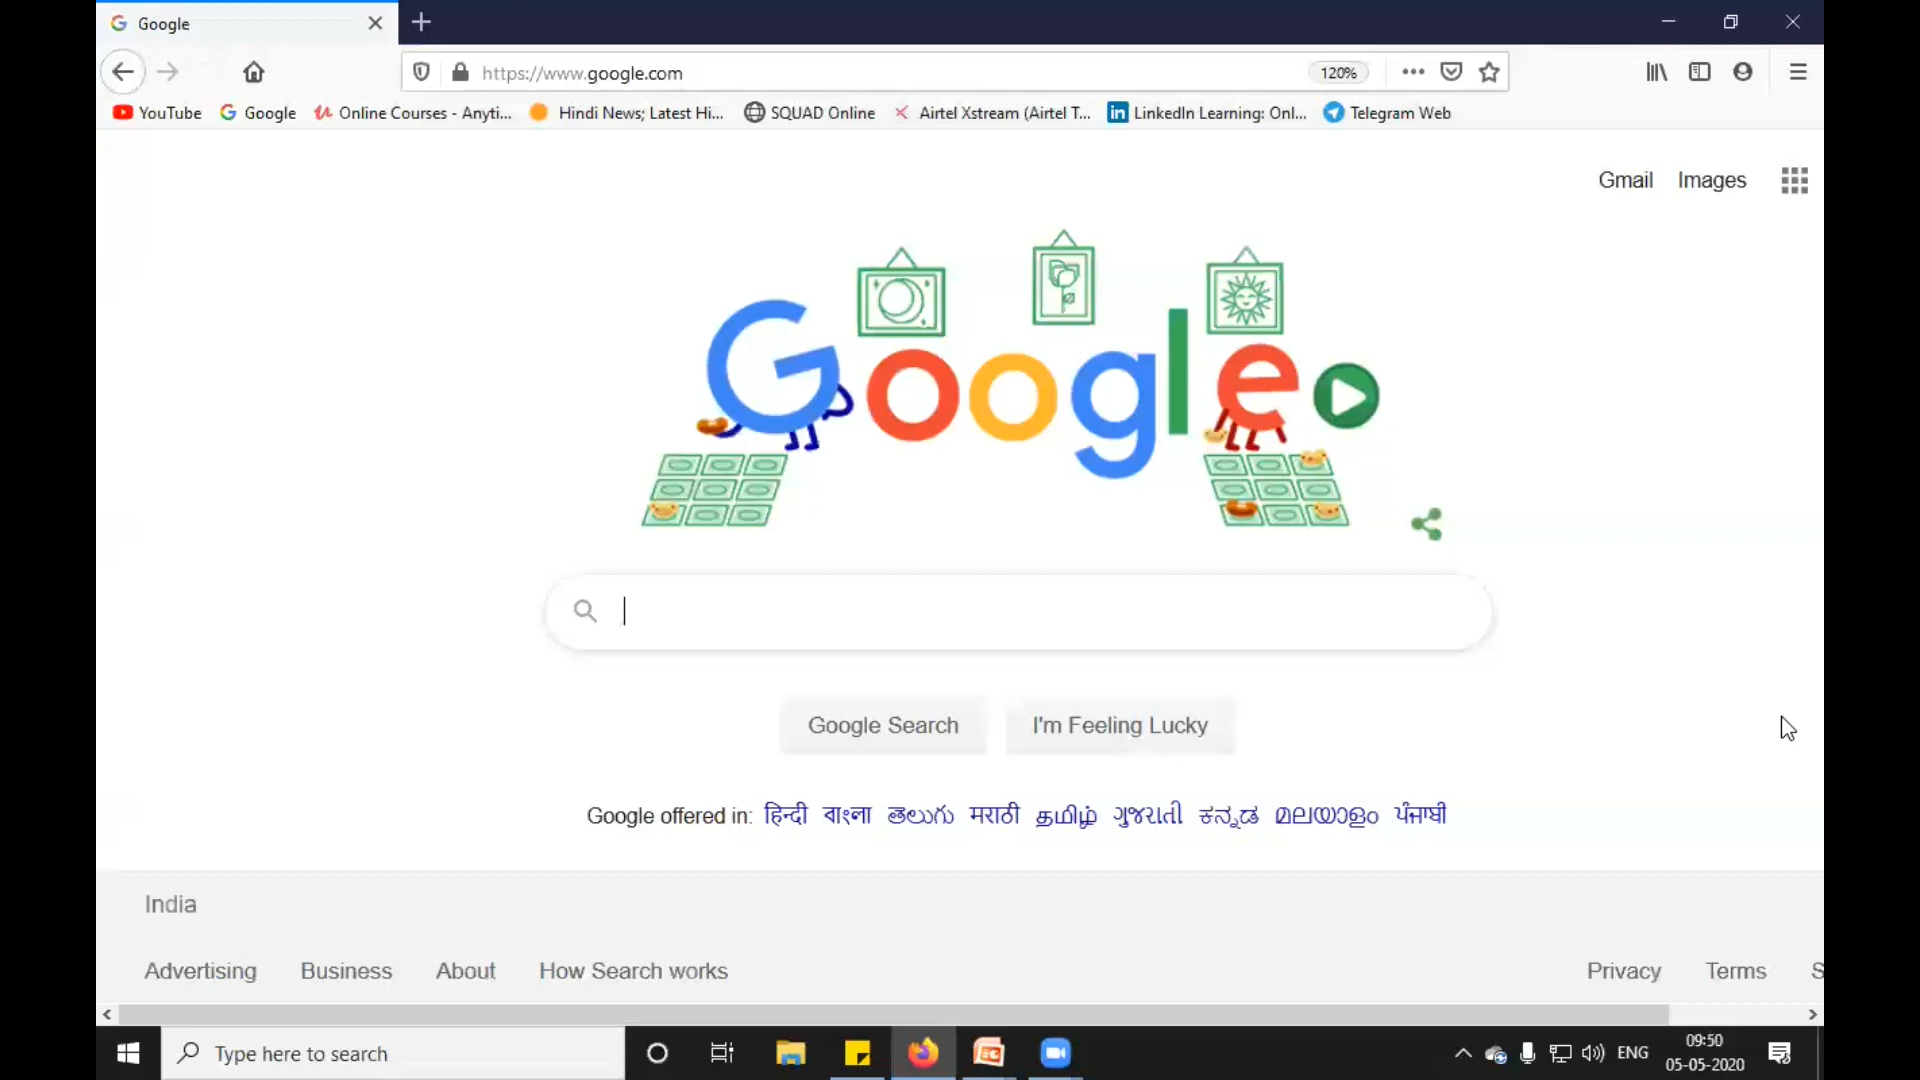 Google
https://www.google.com 120%
YouTube Google Online Courses - Anyti... Hindi News; Latest Hi... SQUAD Online Airtel Xstream (Airtel T... LinkedIn Learning: Onl... Telegram Web
Gmail Images
Google
Google Search I'm Feeling Lucky
Google offered in: हिन्दी বাংলা తెలుగు मराठी தமிழ் ગુજરાતી ಕನ್ನಡ മലയാളം ਪੰਜਾਬੀ
India
Advertising Business About How Search works Privacy Terms S
Type here to search ENG 09:50
05-05-2020